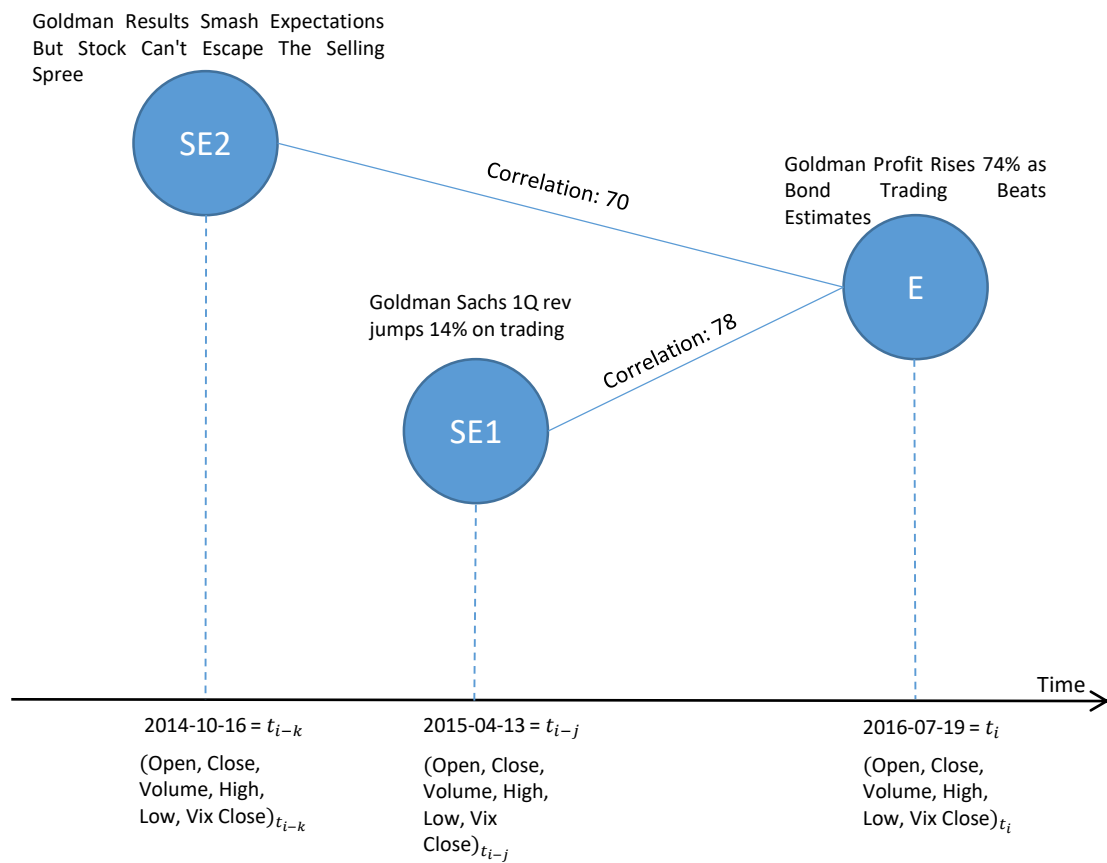 Goldman Results Smash Expectations
But Stock Can't Escape The Selling
Spree
SE2
Correlation: 70
Goldman Profit Rises 74% as
Bond Trading Beats
Estimates
E
Goldman Sachs 1Q rev
jumps 14% on trading
Correlation: 78
SE1
Time
2014-10-16 = t_{i−k}
(Open, Close,
Volume, High,
Low, Vix Close)_{t_{i−k}}
2015-04-13 = t_{i−j}
(Open, Close,
Volume, High,
Low, Vix
Close)_{t_{i−j}}
2016-07-19 = t_i
(Open, Close,
Volume, High,
Low, Vix Close)_{t_i}